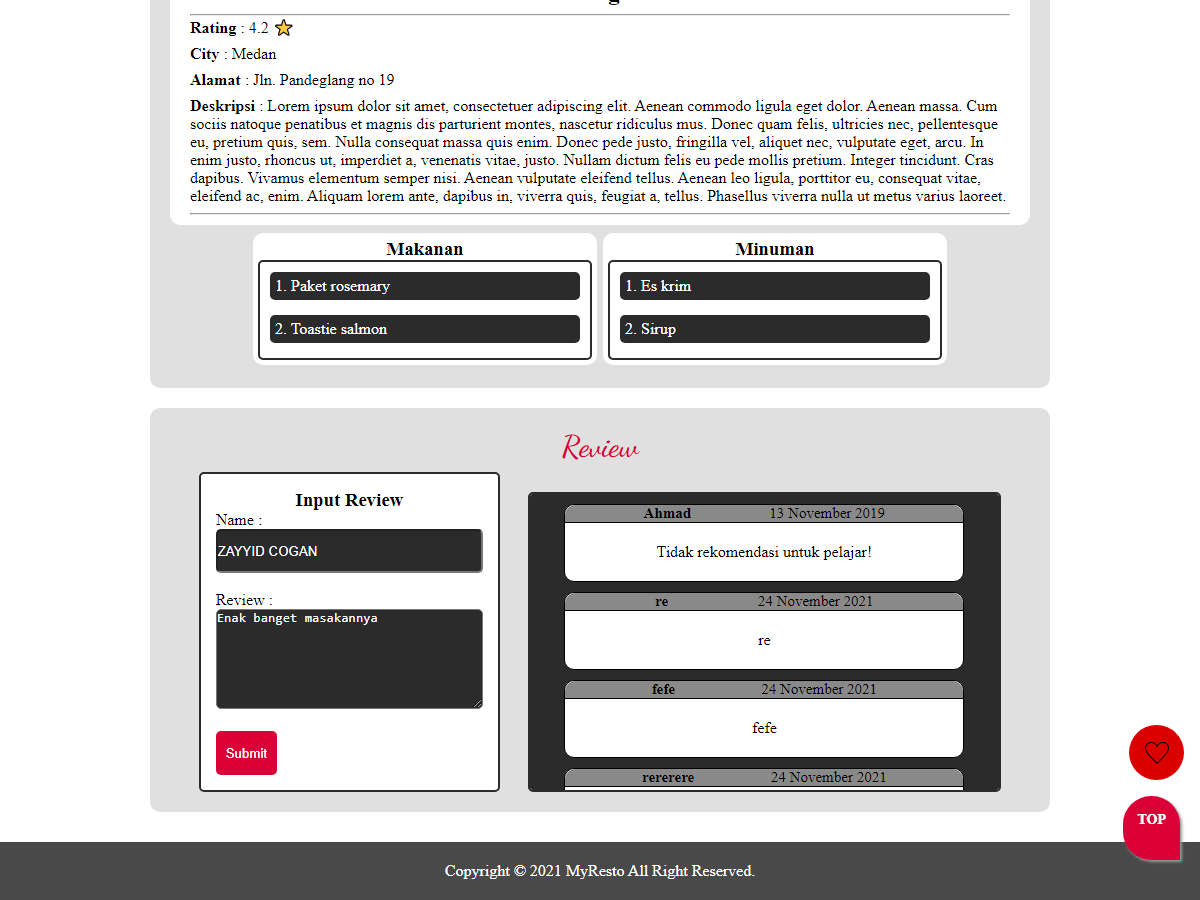 Rating : 4.2
City : Medan
Alamat : Jln. Pandeglang no 19
Deskripsi : Lorem ipsum dolor sit amet, consectetuer adipiscing elit. Aenean commodo ligula eget dolor. Aenean massa. Cum
sociis natoque penatibus et magnis dis parturient montes, nascetur ridiculus mus. Donec quam felis, ultricies nec, pellentesque
eu, pretium quis, sem. Nulla consequat massa quis enim. Donec pede justo, fringilla vel, aliquet nec, vulputate eget, arcu. In
enim justo, rhoncus ut, imperdiet a, venenatis vitae, justo. Nullam dictum felis eu pede mollis pretium. Integer tincidunt. Cras
dapibus. Vivamus elementum semper nisi. Aenean vulputate eleifend tellus. Aenean leo ligula, porttitor eu, consequat vitae,
eleifend ac, enim. Aliquam lorem ante, dapibus in, viverra quis, feugiat a, tellus. Phasellus viverra nulla ut metus varius laoreet.
Makanan
1. Paket rosemary
2. Toastie salmon
Minuman
1. Es krim
2. Sirup
Review
Input Review
Name :
ZAYYID COGAN
Review :
Enak banget masakannya
Submit
Ahmad 13 November 2019
Tidak rekomendasi untuk pelajar!
re 24 November 2021
re
fefe 24 November 2021
fefe
rererere 24 November 2021
TOP
Copyright © 2021 MyResto All Right Reserved.